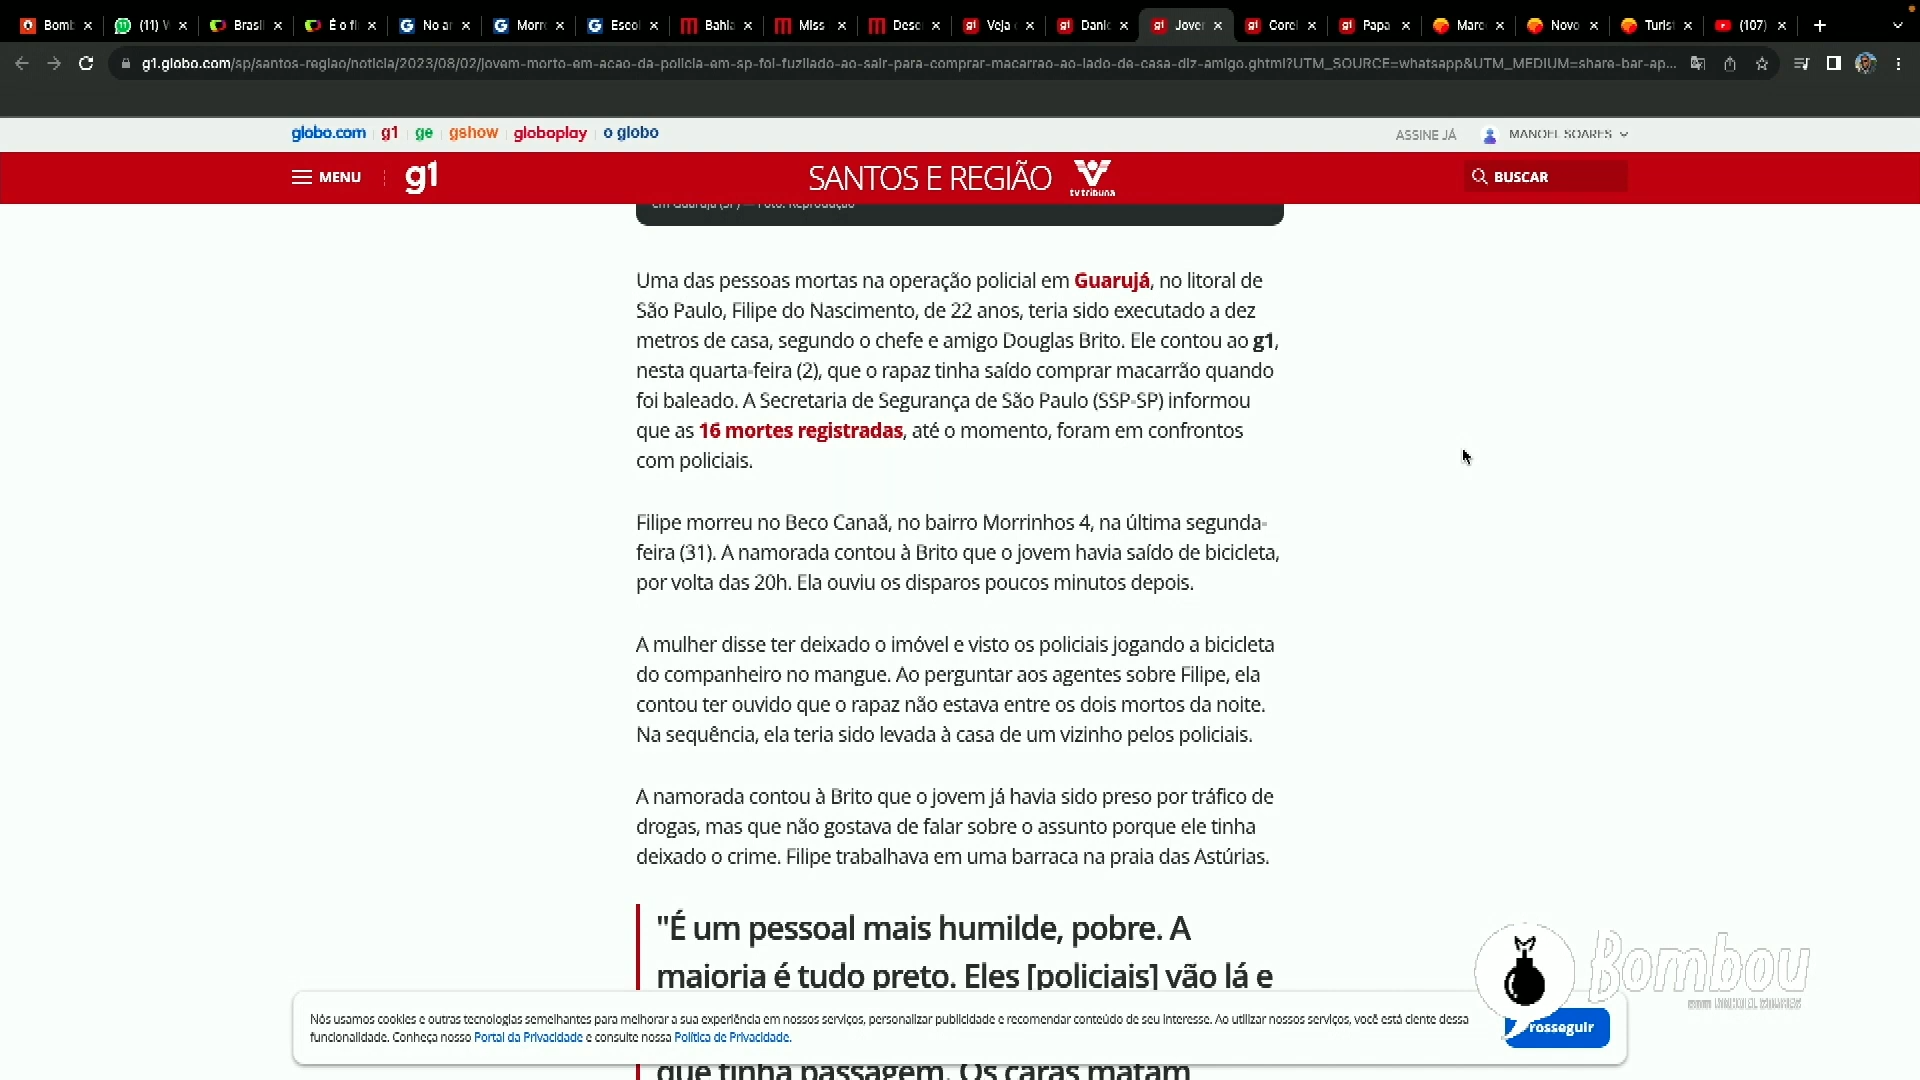 Bomb
(11) W
Brasil
É o fi
No ar
Morr
Escol
Bahia
Miss
Desc
Veja
Danie
Jover
Corel
Papa
Marc
Novo
Turis
(107)
g1.globo.com/sp/santos-regiao/noticia/2023/08/02/jovem-morto-em-acao-da-policia-em-sp-foi-fuzilado-ao-sair-para-comprar-macarrao-ao-lado-de-casa-diz-amigo.ghtml?UTM_SOURCE=whatsapp&UTM_MEDIUM=share-bar-ap...
globo.com g1 ge gshow globoplay o globo
ASSINE JÁ MANOEL SOARES
MENU g1 SANTOS E REGIÃO tv tribuna BUSCAR
em Guarujá (SP) — Foto: Reprodução
Uma das pessoas mortas na operação policial em Guarujá, no litoral de
São Paulo, Filipe do Nascimento, de 22 anos, teria sido executado a dez
metros de casa, segundo o chefe e amigo Douglas Brito. Ele contou ao g1,
nesta quarta-feira (2), que o rapaz tinha saído comprar macarrão quando
foi baleado. A Secretaria de Segurança de São Paulo (SSP-SP) informou
que as 16 mortes registradas, até o momento, foram em confrontos
com policiais.
Filipe morreu no Beco Canaã, no bairro Morrinhos 4, na última segunda-
feira (31). A namorada contou à Brito que o jovem havia saído de bicicleta,
por volta das 20h. Ela ouviu os disparos poucos minutos depois.
A mulher disse ter deixado o imóvel e visto os policiais jogando a bicicleta
do companheiro no mangue. Ao perguntar aos agentes sobre Filipe, ela
contou ter ouvido que o rapaz não estava entre os dois mortos da noite.
Na sequência, ela teria sido levada à casa de um vizinho pelos policiais.
A namorada contou à Brito que o jovem já havia sido preso por tráfico de
drogas, mas que não gostava de falar sobre o assunto porque ele tinha
deixado o crime. Filipe trabalhava em uma barraca na praia das Astúrias.
"É um pessoal mais humilde, pobre. A
maioria é tudo preto. Eles [policiais] vão lá e
Bombou
com MANOEL SOARES
Nós usamos cookies e outras tecnologias semelhantes para melhorar a sua experiência em nossos serviços, personalizar publicidade e recomendar conteúdo de seu interesse. Ao utilizar nossos serviços, você está ciente dessa
funcionalidade. Conheça nosso Portal da Privacidade e consulte nossa Política de Privacidade.
rosseguir
que tinha passagem. Os caras matam